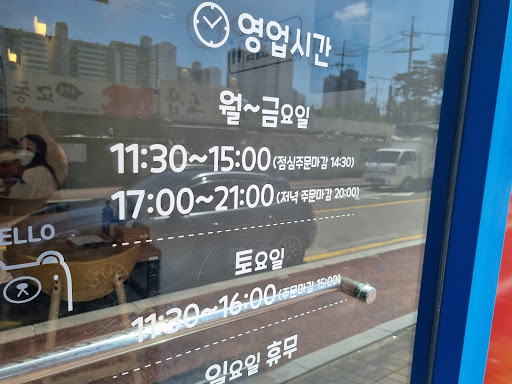 영업시간
월~금요일
11:30~15:00 (점심주문마감 14:30)
17:00~21:00 (저녁 주문마감 20:00)
토요일
11:30~16:00 (주문마감 15:00)
일요일 휴무
ELLO